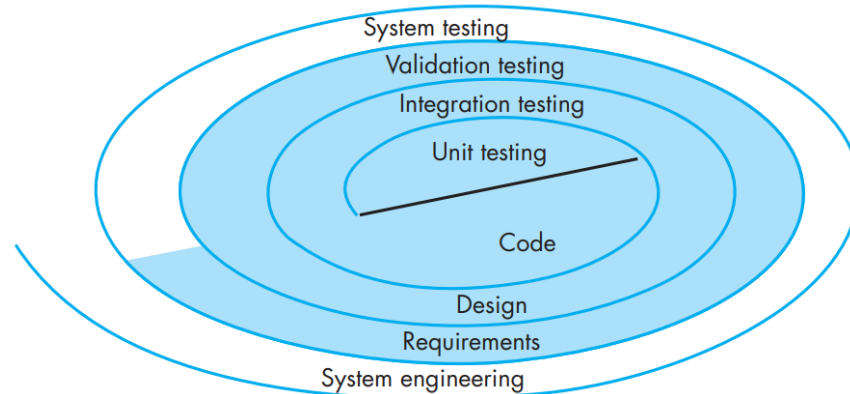 System testing
Validation testing
Integration testing
Unit testing
Code
Design
Requirements
System engineering